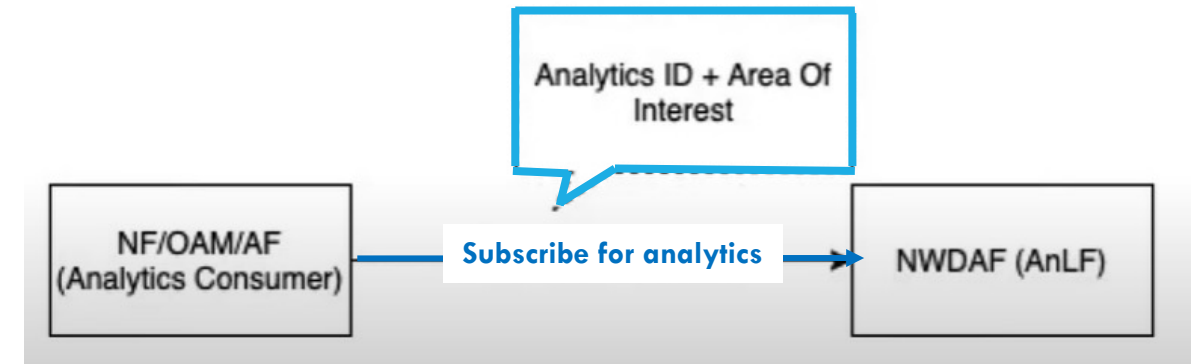 Analytics ID + Area Of
Interest
NF/OAM/AF
(Analytics Consumer)
Subscribe for analytics
NWDAF (AnLF)